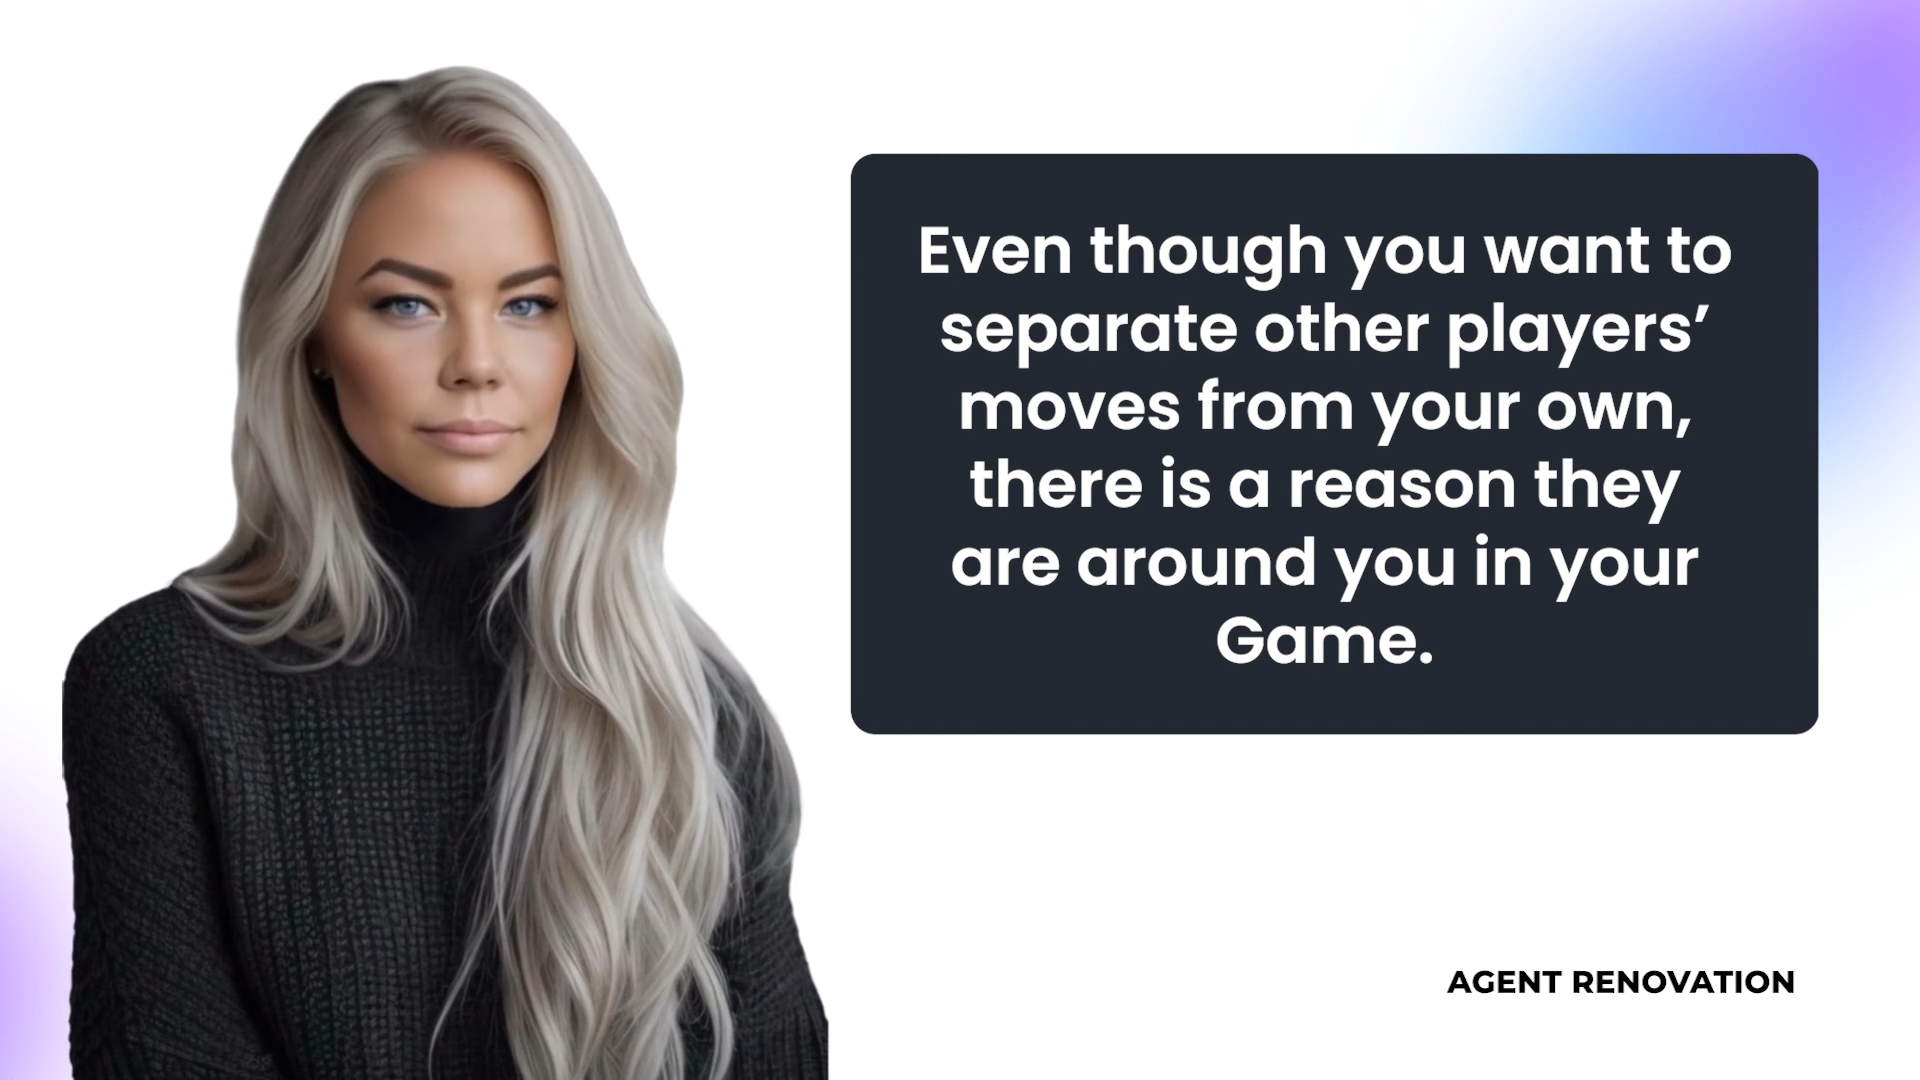 Even though you want to
separate other players’
moves from your own,
there is a reason they
are around you in your
Game.
AGENT RENOVATION